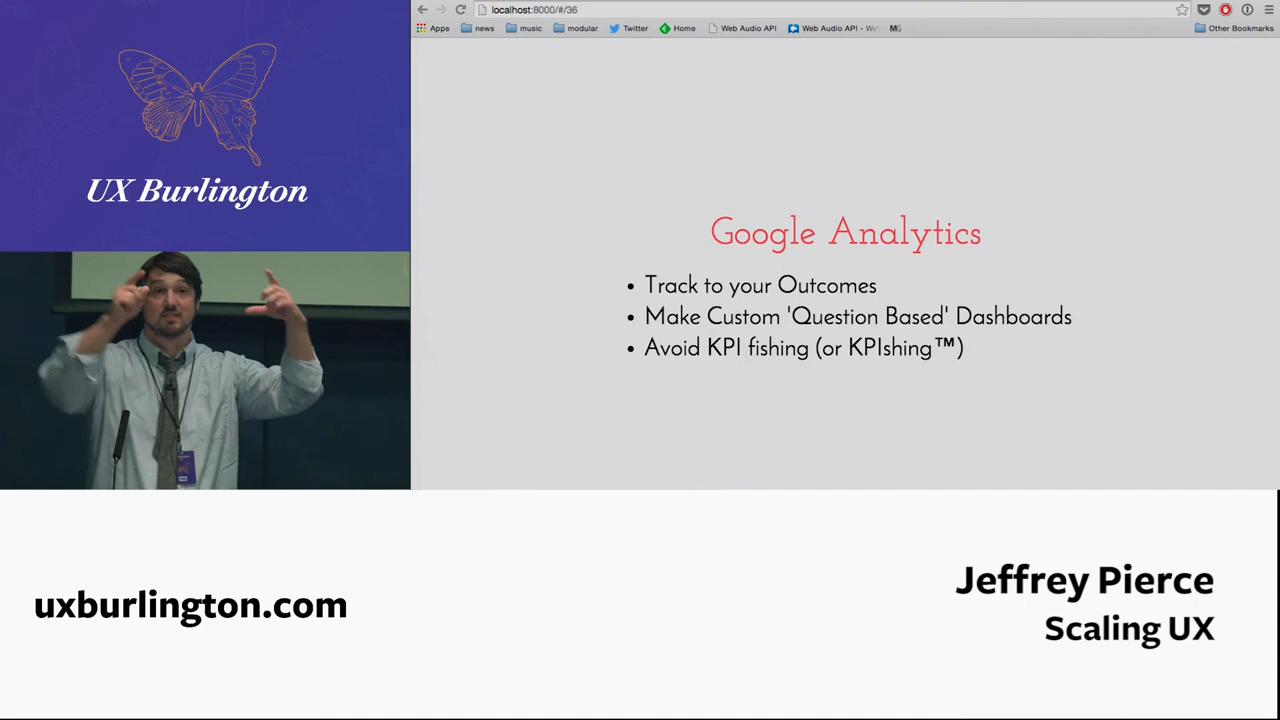 UX Burlington
localhost:8000/#/36
Apps news music modular Twitter Home Web Audio API Web Audio API - We MG Other Bookmarks
Google Analytics
• Track to your Outcomes
• Make Custom 'Question Based' Dashboards
• Avoid KPI fishing (or KPIshing™)
uxburlington.com
Jeffrey Pierce
Scaling UX